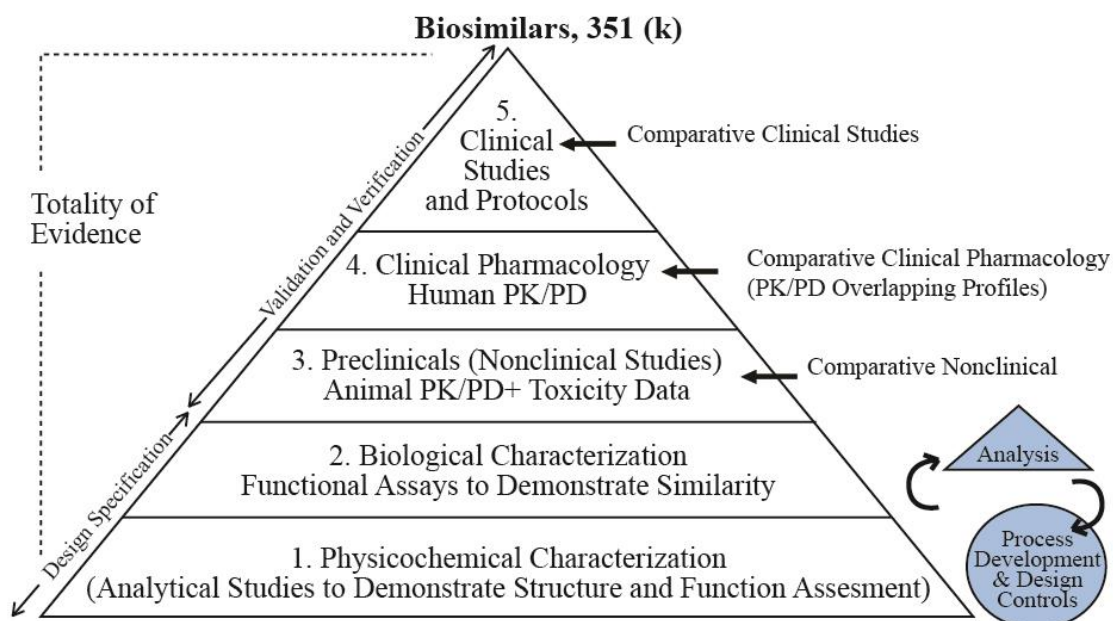 Biosimilars, 351 (k)
5.
Clinical
Studies
and Protocols
Comparative Clinical Studies
Totality of
Evidence
Validation and Verification
4. Clinical Pharmacology
Human PK/PD
Comparative Clinical Pharmacology
(PK/PD Overlapping Profiles)
3. Preclinicals (Nonclinical Studies)
Animal PK/PD+ Toxicity Data
Comparative Nonclinical
Design Specification
2. Biological Characterization
Functional Assays to Demonstrate Similarity
Analysis
1. Physicochemical Characterization
(Analytical Studies to Demonstrate Structure and Function Assesment)
Process
Development
& Design
Controls